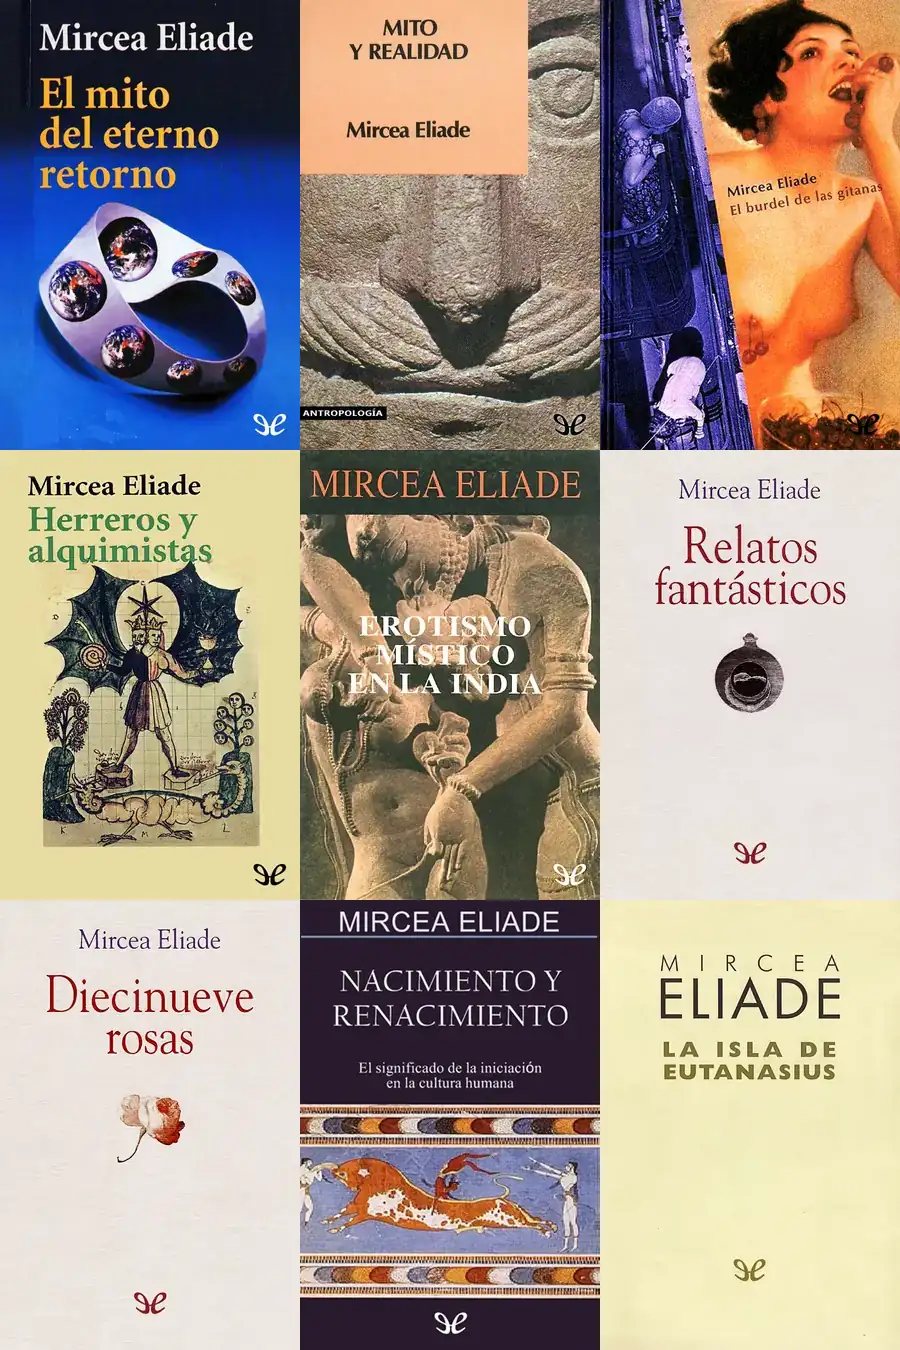 Mircea Eliade
El mito
del eterno
retorno
MITO
Y REALIDAD
Mircea Eliade
ANTROPOLOGÍA
Mircea Eliade
El burdel de las gitanas
Mircea Eliade
Herreros y
alquimistas
MIRCEA ELIADE
EROTISMO
MÍSTICO
EN LA INDIA
Mircea Eliade
Relatos
fantásticos
Mircea Eliade
Diecinueve
rosas
MIRCEA ELIADE
NACIMIENTO Y
RENACIMIENTO
El significado de la iniciación
en la cultura humana
MIRCEA
ELIADE
LA ISLA DE
EUTANASIUS